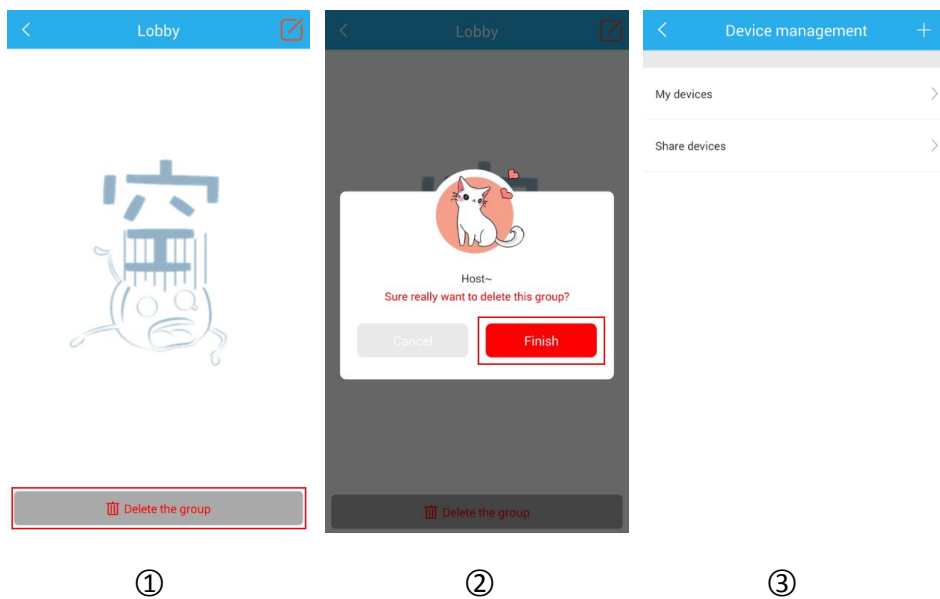 Lobby
Delete the group
①
Lobby
Host~
Sure really want to delete this group?
Cancel
Finish
Delete the group
②
Device management
My devices
Share devices
③